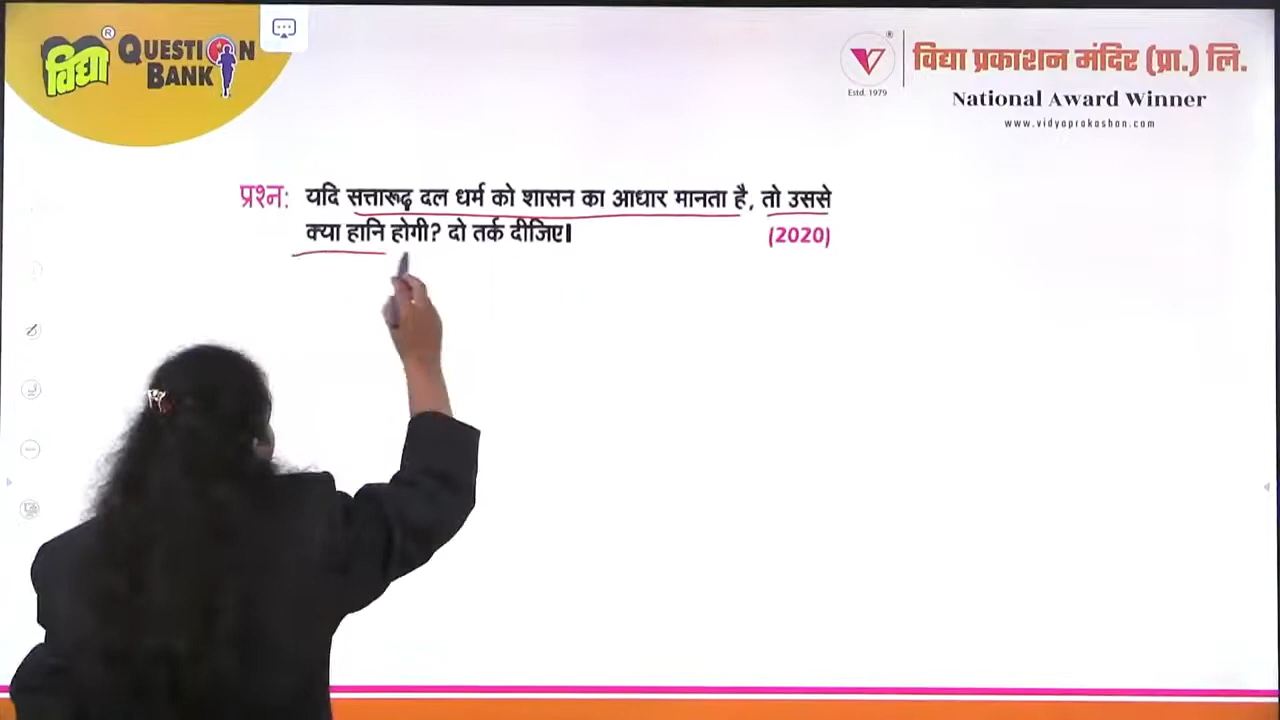 विद्या
QUESTION
BANK
Estd. 1979
विद्या प्रकाशन मंदिर (प्रा.) लि.
National Award Winner
www.vidyaprakashan.com
प्रश्न: यदि सत्तारूढ़ दल धर्म को शासन का आधार मानता है, तो उससे
क्या हानि होगी? दो तर्क दीजिए।
(2020)